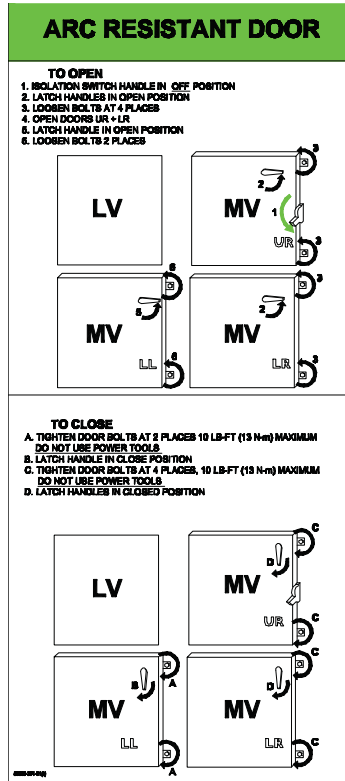 ARC RESISTANT DOOR
TO OPEN
1. ISOLATION SWITCH HANDLE IN OFF POSITION
2. LATCH HANDLES IN OPEN POSITION
3. LOOSEN BOLTS AT 4 PLACES
4. OPEN DOORS UR + LR
5. LATCH HANDLE IN OPEN POSITION
6. LOOSEN BOLTS 2 PLACES
3
2
1
LV
MV
UR
3
6
3
5
2
MV
MV
6
LL
LR
3
TO CLOSE
A. TIGHTEN DOOR BOLTS AT 2 PLACES 10 LB-FT (13 N-m) MAXIMUM
DO NOT USE POWER TOOLS
B. LATCH HANDLE IN CLOSE POSITION
C. TIGHTEN DOOR BOLTS AT 4 PLACES, 10 LB-FT (13 N-m) MAXIMUM
DO NOT USE POWER TOOLS
D. LATCH HANDLES IN CLOSED POSITION
C
D
LV
MV
UR
C
C
B
A
D
MV
MV
LL
LR
C
A